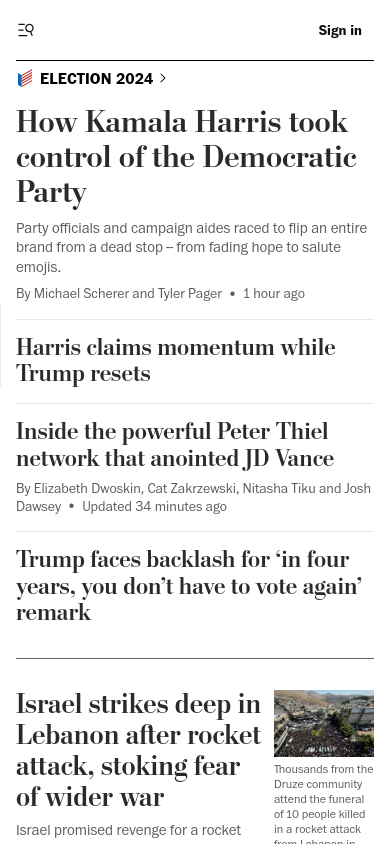 Sign in
ELECTION 2024
How Kamala Harris took
control of the Democratic
Party
Party officials and campaign aides raced to flip an entire
brand from a dead stop – from fading hope to salute
emojis.
By Michael Scherer and Tyler Pager • 1 hour ago
Harris claims momentum while
Trump resets
Inside the powerful Peter Thiel
network that anointed JD Vance
By Elizabeth Dwoskin, Cat Zakrzewski, Nitasha Tiku and Josh
Dawsey • Updated 34 minutes ago
Trump faces backlash for ‘in four
years, you don’t have to vote again’
remark
Israel strikes deep in
Lebanon after rocket
attack, stoking fear
of wider war
Israel promised revenge for a rocket
Thousands from the
Druze community
attend the funeral
of 10 people killed
in a rocket attack
from Lebanon in